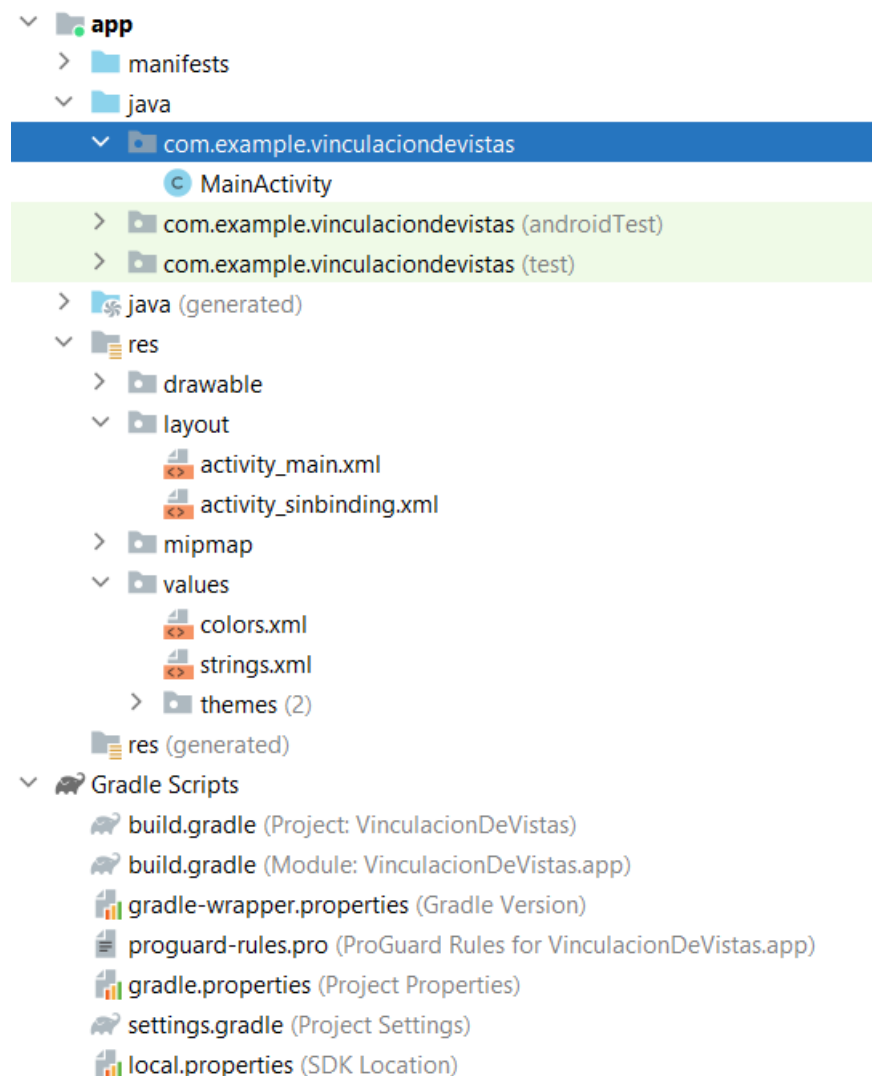 app
manifests
java
com.example.vinculaciondevistas
C MainActivity
com.example.vinculaciondevistas (androidTest)
com.example.vinculaciondevistas (test)
java (generated)
res
drawable
layout
activity_main.xml
activity_sinbinding.xml
mipmap
values
colors.xml
strings.xml
themes (2)
res (generated)
Gradle Scripts
build.gradle (Project: VinculacionDeVistas)
build.gradle (Module: VinculacionDeVistas.app)
gradle-wrapper.properties (Gradle Version)
proguard-rules.pro (ProGuard Rules for VinculacionDeVistas.app)
gradle.properties (Project Properties)
settings.gradle (Project Settings)
local.properties (SDK Location)